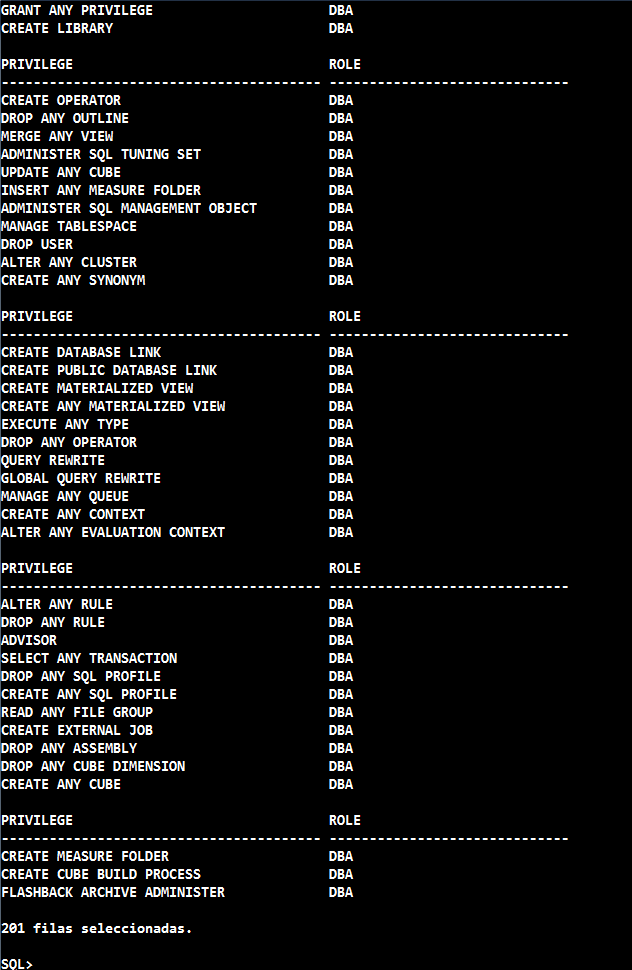 GRANT ANY PRIVILEGE DBA
CREATE LIBRARY DBA
PRIVILEGE ROLE
---------------------------------------- ------------------------------
CREATE OPERATOR DBA
DROP ANY OUTLINE DBA
MERGE ANY VIEW DBA
ADMINISTER SQL TUNING SET DBA
UPDATE ANY CUBE DBA
INSERT ANY MEASURE FOLDER DBA
ADMINISTER SQL MANAGEMENT OBJECT DBA
MANAGE TABLESPACE DBA
DROP USER DBA
ALTER ANY CLUSTER DBA
CREATE ANY SYNONYM DBA
PRIVILEGE ROLE
---------------------------------------- ------------------------------
CREATE DATABASE LINK DBA
CREATE PUBLIC DATABASE LINK DBA
CREATE MATERIALIZED VIEW DBA
CREATE ANY MATERIALIZED VIEW DBA
EXECUTE ANY TYPE DBA
DROP ANY OPERATOR DBA
QUERY REWRITE DBA
GLOBAL QUERY REWRITE DBA
MANAGE ANY QUEUE DBA
CREATE ANY CONTEXT DBA
ALTER ANY EVALUATION CONTEXT DBA
PRIVILEGE ROLE
---------------------------------------- ------------------------------
ALTER ANY RULE DBA
DROP ANY RULE DBA
ADVISOR DBA
SELECT ANY TRANSACTION DBA
DROP ANY SQL PROFILE DBA
CREATE ANY SQL PROFILE DBA
READ ANY FILE GROUP DBA
CREATE EXTERNAL JOB DBA
DROP ANY ASSEMBLY DBA
DROP ANY CUBE DIMENSION DBA
CREATE ANY CUBE DBA
PRIVILEGE ROLE
---------------------------------------- ------------------------------
CREATE MEASURE FOLDER DBA
CREATE CUBE BUILD PROCESS DBA
FLASHBACK ARCHIVE ADMINISTER DBA
201 filas seleccionadas.
SQL>